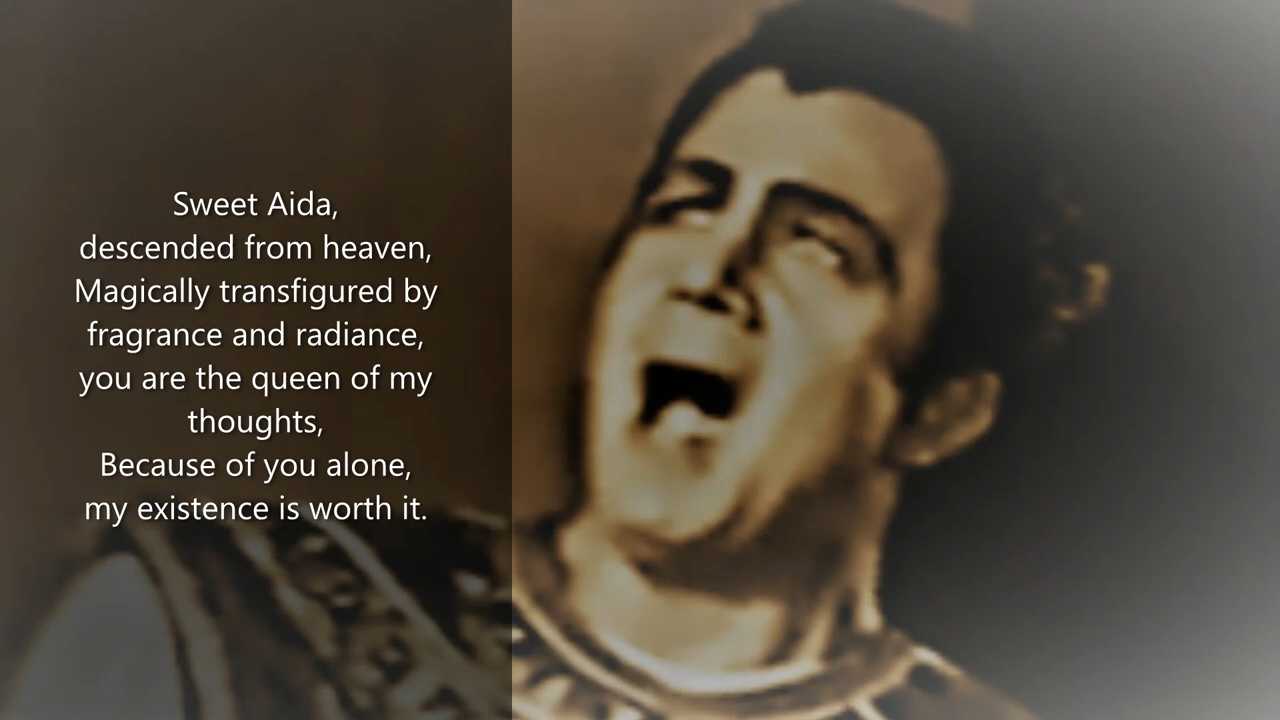 Sweet Aida,
descended from heaven,
Magically transfigured by
fragrance and radiance,
you are the queen of my
thoughts,
Because of you alone,
my existence is worth it.